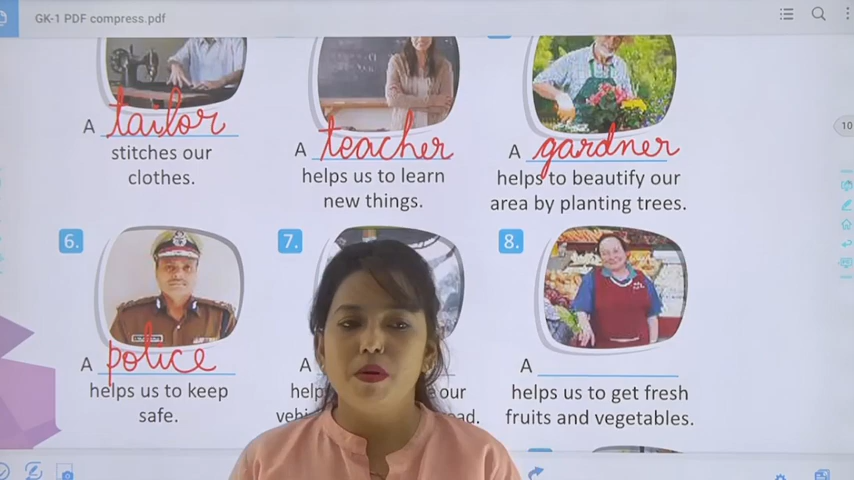 GK-1 PDF compress.pdf
10
A tailor
stitches our
clothes.
A teacher
helps us to learn
new things.
A gardner
helps to beautify our
area by planting trees.
6.
A police
helps us to keep
safe.
7.
A
our
8.
A
helps us to get fresh
fruits and vegetables.